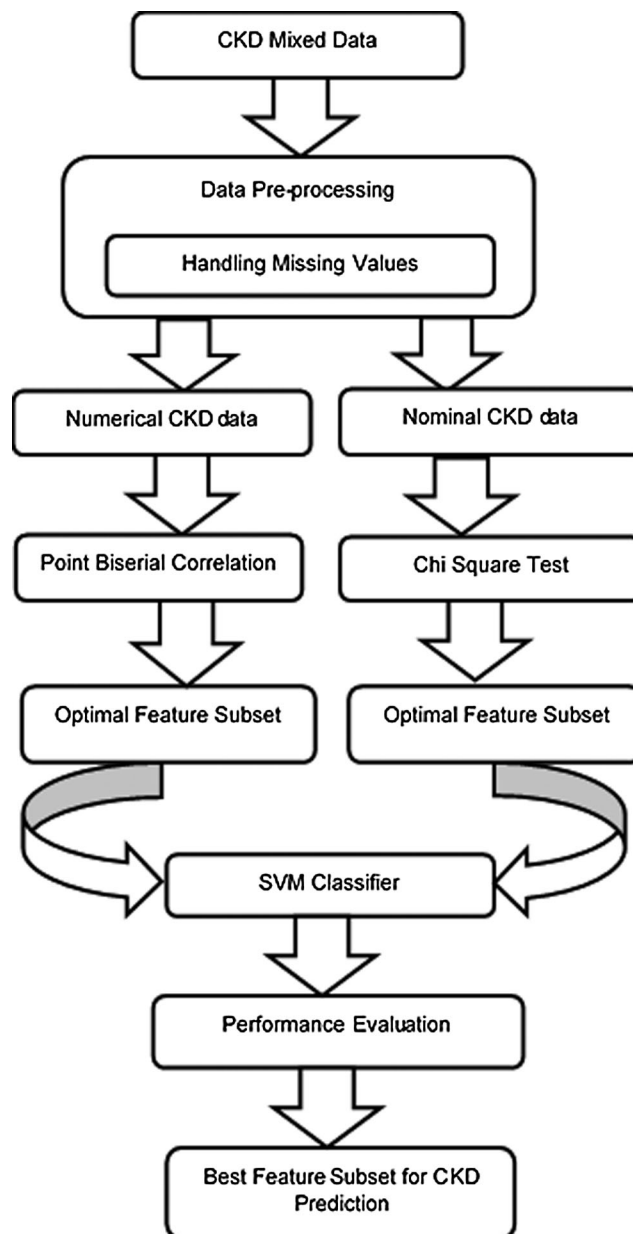 CKD Mixed Data
Data Pre-processing
Handling Missing Values
Numerical CKD data
Nominal CKD data
Point Biserial Correlation
Chi Square Test
Optimal Feature Subset
Optimal Feature Subset
SVM Classifier
Performance Evaluation
Best Feature Subset for CKD
Prediction